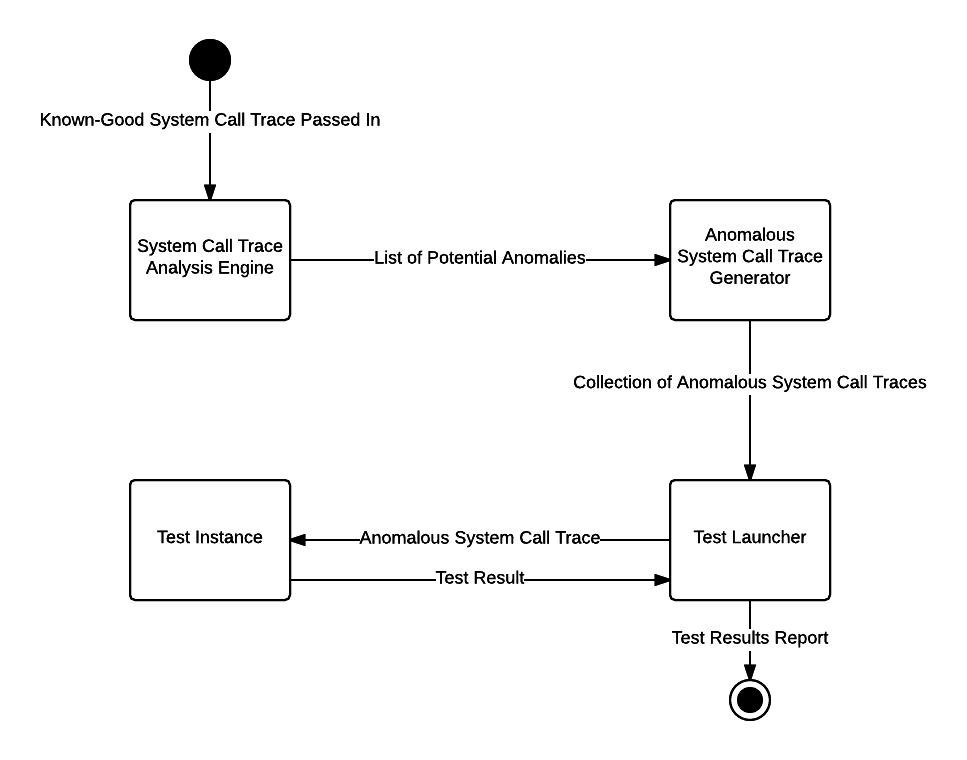 Known-Good System Call Trace Passed In
System Call Trace
Analysis Engine
List of Potential Anomalies
Anomalous
System Call Trace
Generator
Collection of Anomalous System Call Traces
Test Instance
Anomalous System Call Trace
Test Launcher
Test Result
Test Results Report